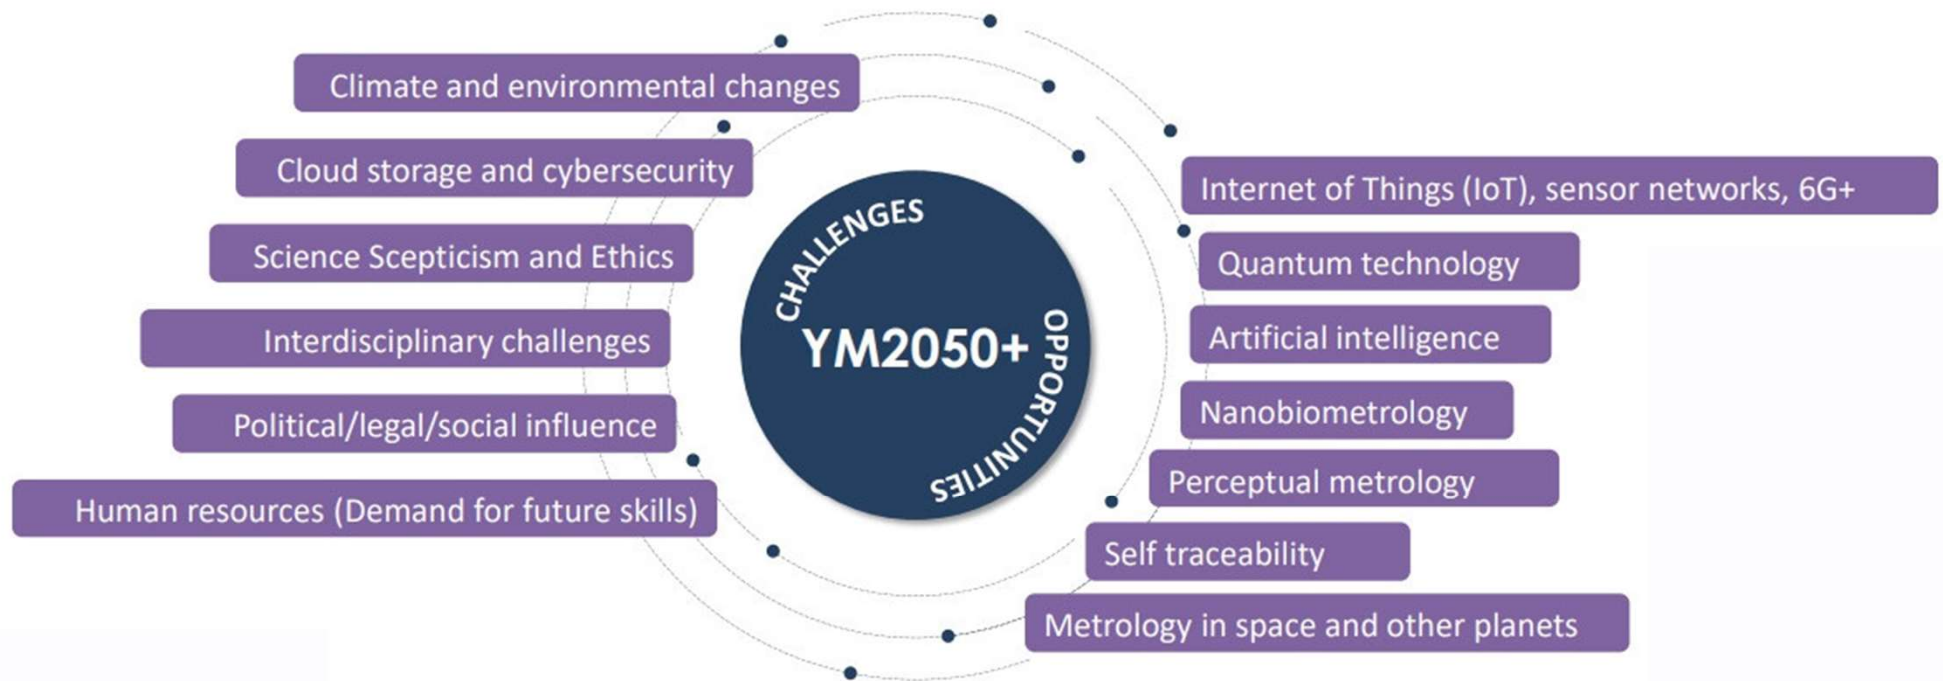 Climate and environmental changes
Cloud storage and cybersecurity
Science Scepticism and Ethics
Interdisciplinary challenges
Political/legal/social influence
Human resources (Demand for future skills)
CHALLENGES
YM2050+
OPPORTUNITIES
Internet of Things (IoT), sensor networks, 6G+
Quantum technology
Artificial intelligence
Nanobiometrology
Perceptual metrology
Self traceability
Metrology in space and other planets